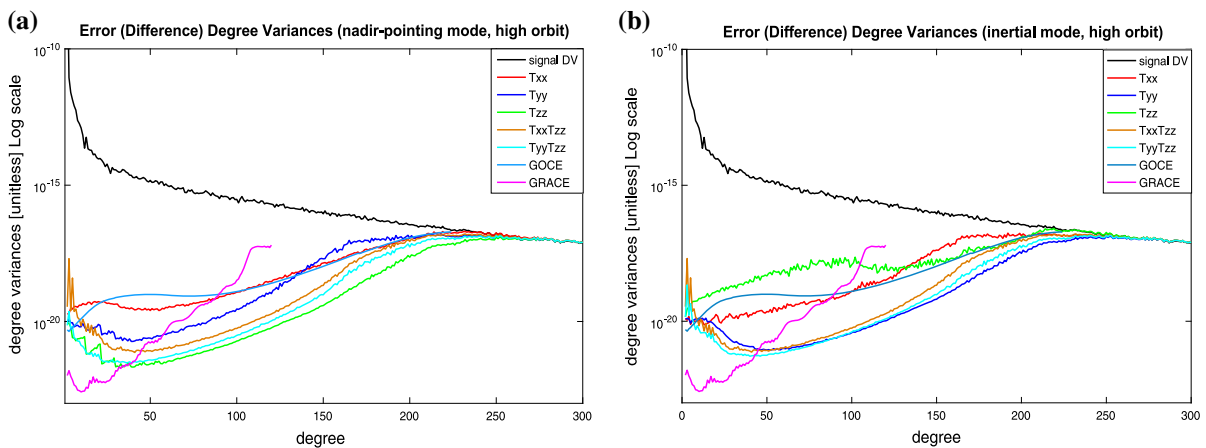 (a)
Error (Difference) Degree Variances (nadir-pointing mode, high orbit)
degree variances [unitless] Log scale
10-10
10-15
10-20
signal DV
Txx
Tyy
Tzz
TxxTzz
TyyTzz
GOCE
GRACE
50
100
150
200
250
300
degree
(b)
Error (Difference) Degree Variances (inertial mode, high orbit)
degree variances [unitless] Log scale
10-10
10-15
10-20
signal DV
Txx
Tyy
Tzz
TxxTzz
TyyTzz
GOCE
GRACE
0
50
100
150
200
250
300
degree